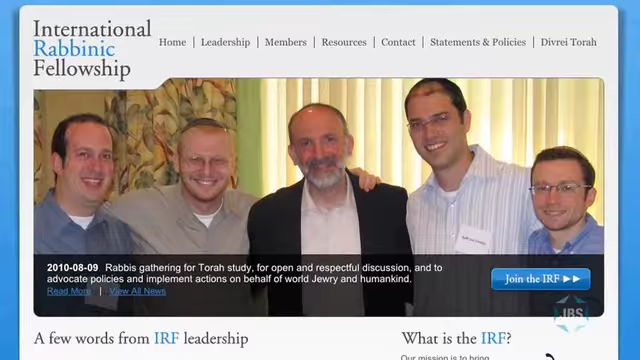 International
Rabbinic
Fellowship
Home | Leadership | Members | Resources | Contact | Statements & Policies | Divrei Torah
2010-08-09 Rabbis gathering for Torah study, for open and respectful discussion, and to
advocate policies and implement actions on behalf of world Jewry and humankind.
Read More | View All News
Join the IRF ►►
JBS
A few words from IRF leadership
What is the IRF?
Our mission is to bring